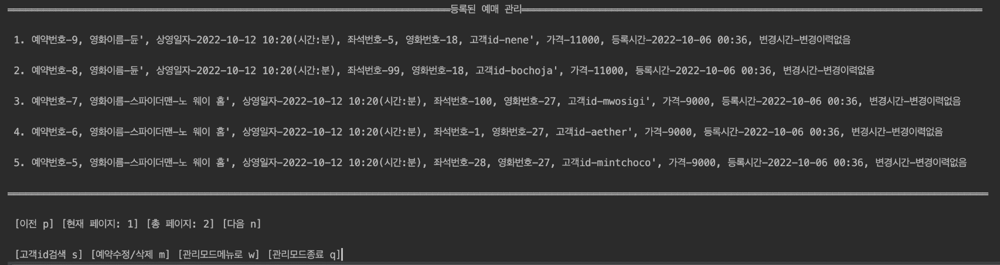 ════════════════════════════════════════등록된 예매 관리════════════════════════════════════════
1. 예약번호-9, 영화이름-듄', 상영일자-2022-10-12 10:20(시간:분), 좌석번호-5, 영화번호-18, 고객id-nene', 가격-11000, 등록시간-2022-10-06 00:36, 변경시간-변경이력없음
2. 예약번호-8, 영화이름-듄', 상영일자-2022-10-12 10:20(시간:분), 좌석번호-99, 영화번호-18, 고객id-bochoja', 가격-11000, 등록시간-2022-10-06 00:36, 변경시간-변경이력없음
3. 예약번호-7, 영화이름-스파이더맨-노 웨이 홈', 상영일자-2022-10-12 10:20(시간:분), 좌석번호-100, 영화번호-27, 고객id-mwosigi', 가격-9000, 등록시간-2022-10-06 00:36, 변경시간-변경이력없음
4. 예약번호-6, 영화이름-스파이더맨-노 웨이 홈', 상영일자-2022-10-12 10:20(시간:분), 좌석번호-1, 영화번호-27, 고객id-aether', 가격-9000, 등록시간-2022-10-06 00:36, 변경시간-변경이력없음
5. 예약번호-5, 영화이름-스파이더맨-노 웨이 홈', 상영일자-2022-10-12 10:20(시간:분), 좌석번호-28, 영화번호-27, 고객id-mintchoco', 가격-9000, 등록시간-2022-10-06 00:36, 변경시간-변경이력없음
[이전 p] [현재 페이지: 1] [총 페이지: 2] [다음 n]
[고객id검색 s] [예약수정/삭제 m] [관리모드메뉴로 w] [관리모드종료 q]